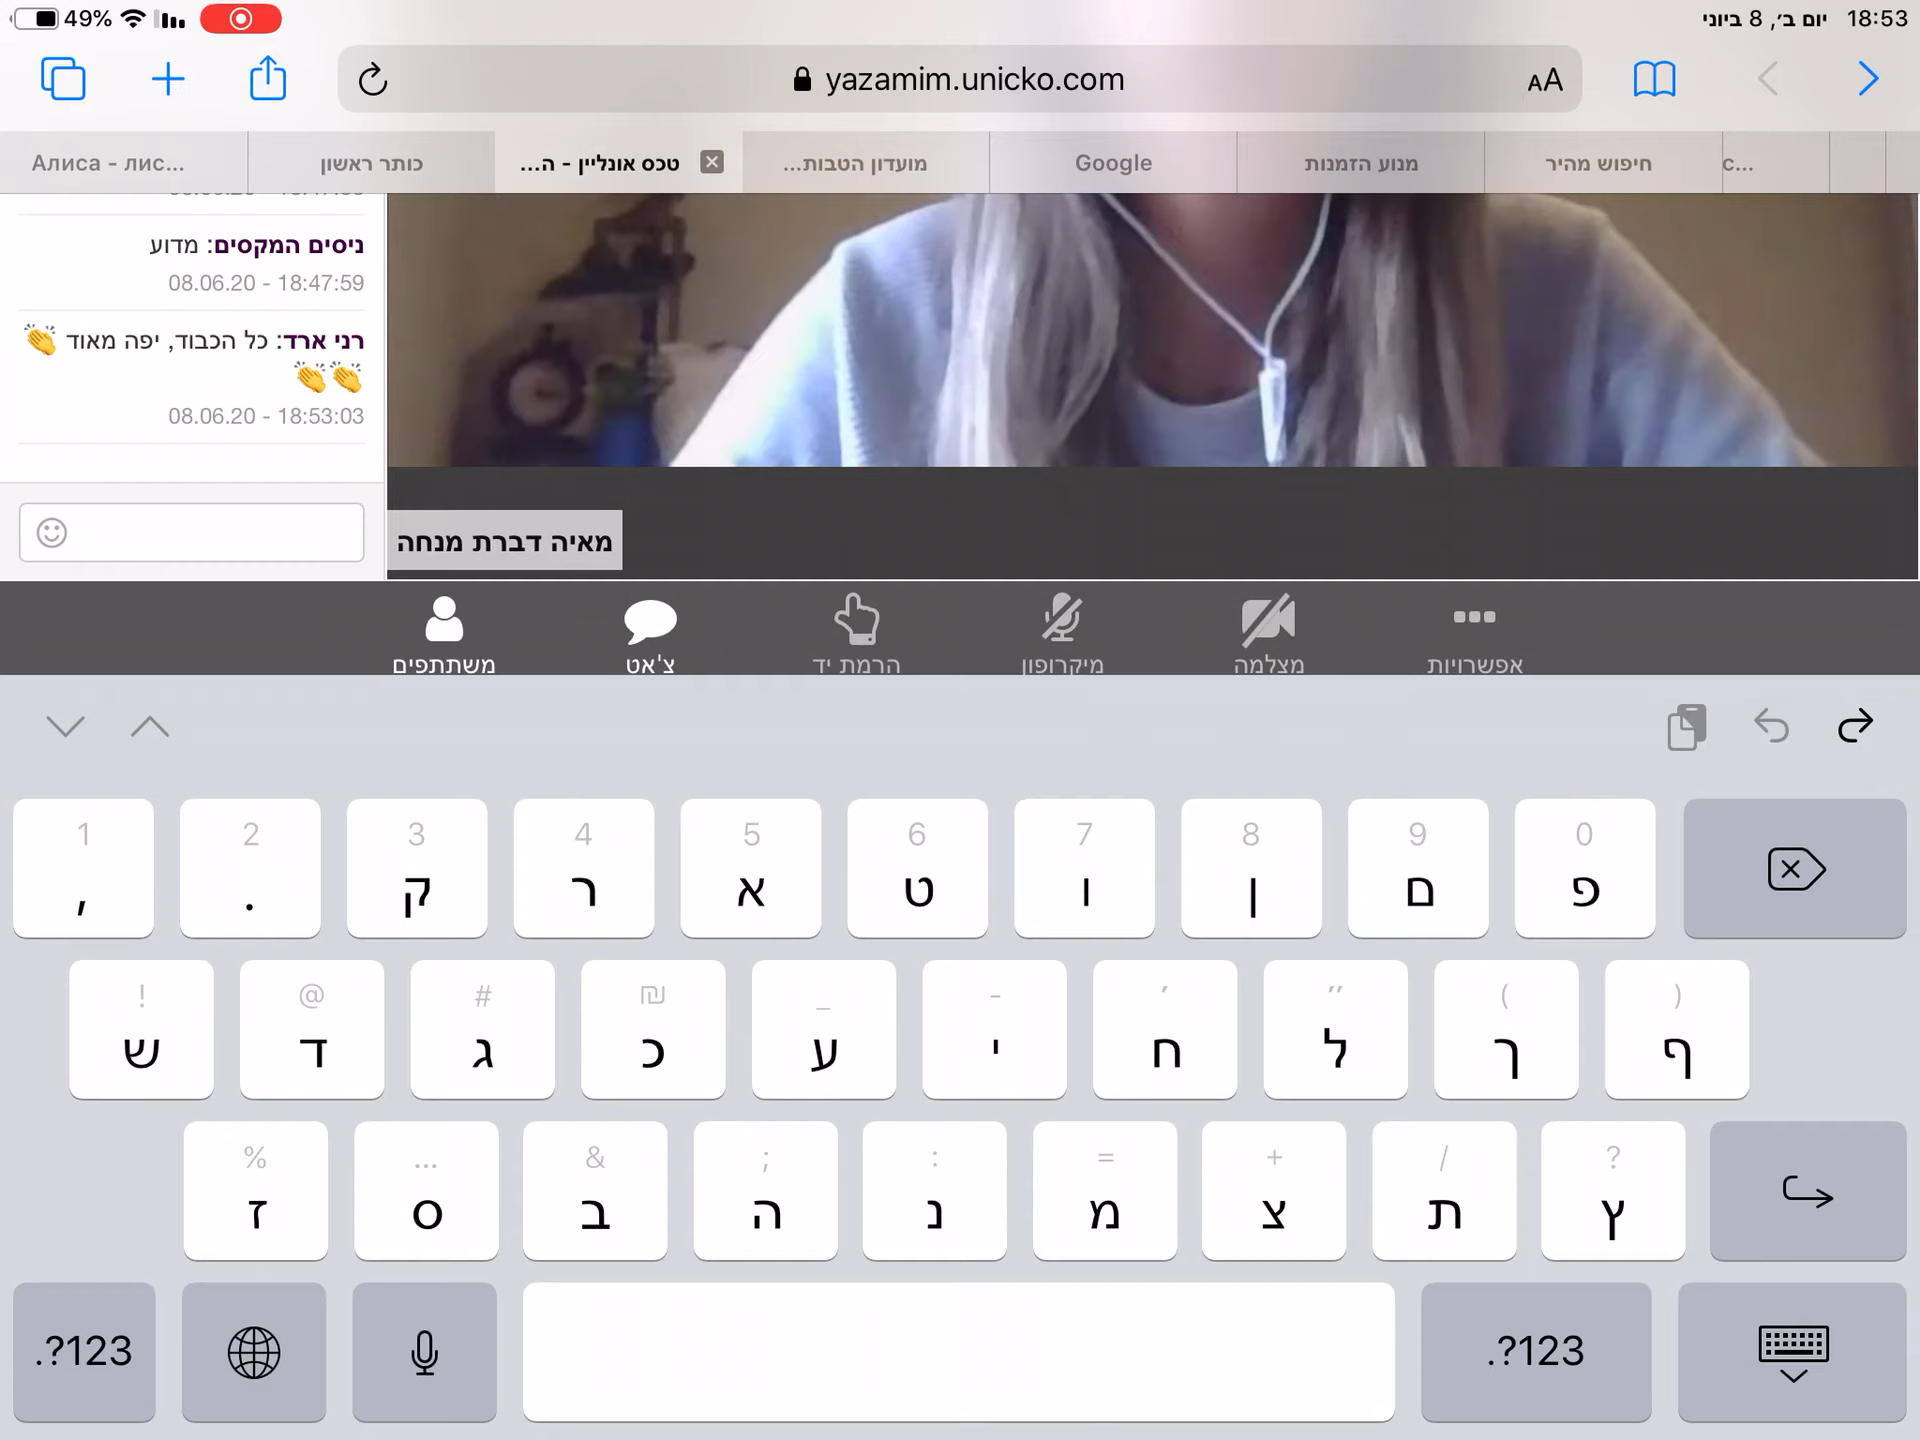 49%
18:53 יום ב׳, 8 ביוני
yazamim.unicko.com
AA
Алиса - лис...
כותר ראשון
טכס אונליין - ה...
מועדון הטבות...
Google
מנוע הזמנות
חיפוש מהיר
c...
ניסים המקסים: מדוע
08.06.20 - 18:47:59
רני ארד: כל הכבוד, יפה מאוד 👏
👏👏
08.06.20 - 18:53:03
מאיה דברת מנחה
משתתפים
צ'אט
הרמת יד
מיקרופון
מצלמה
אפשרויות
1 2 3 4 5 6 7 8 9 0
, . ק ר א ט ו ן ם פ
! @ # ₪ _ - ׳ ״ ( )
ש ד ג כ ע י ח ל ך ף
% ... & ; : = + / ?
ז ס ב ה נ מ צ ת ץ
.?123
.?123